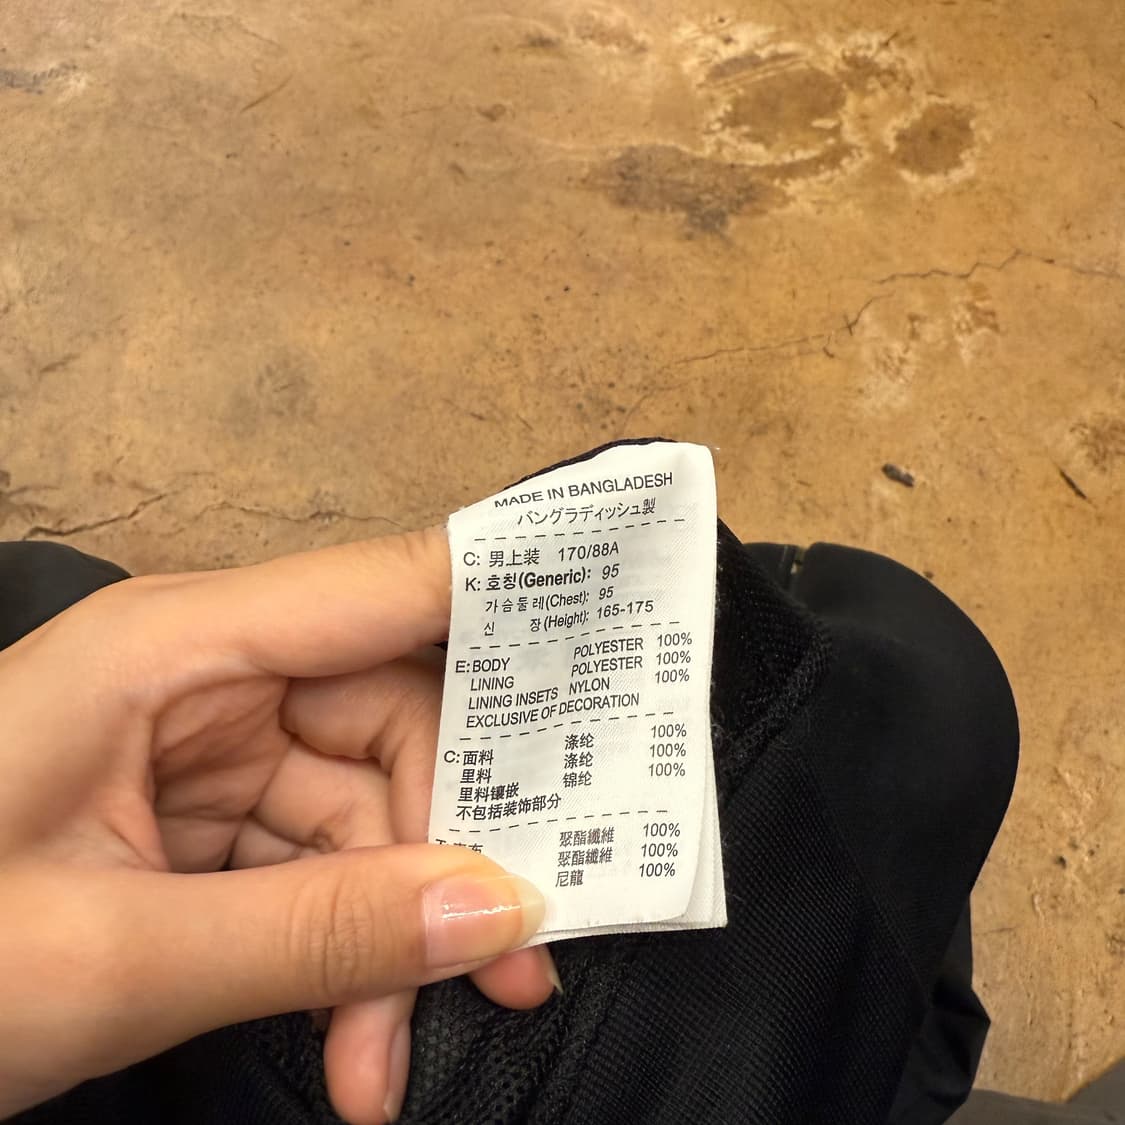 MADE IN BANGLADESH
バングラディッシュ製
C: 男上装 170/88A
K: 호칭(Generic): 95
가슴둘레(Chest): 95
신 장(Height): 165-175
E: BODY POLYESTER 100%
LINING POLYESTER 100%
LINING INSETS NYLON 100%
EXCLUSIVE OF DECORATION
C: 面料 涤纶 100%
里料 涤纶 100%
里料镶嵌 锦纶 100%
不包括装饰部分
聚酯纖維 100%
聚酯纖維 100%
尼龍 100%